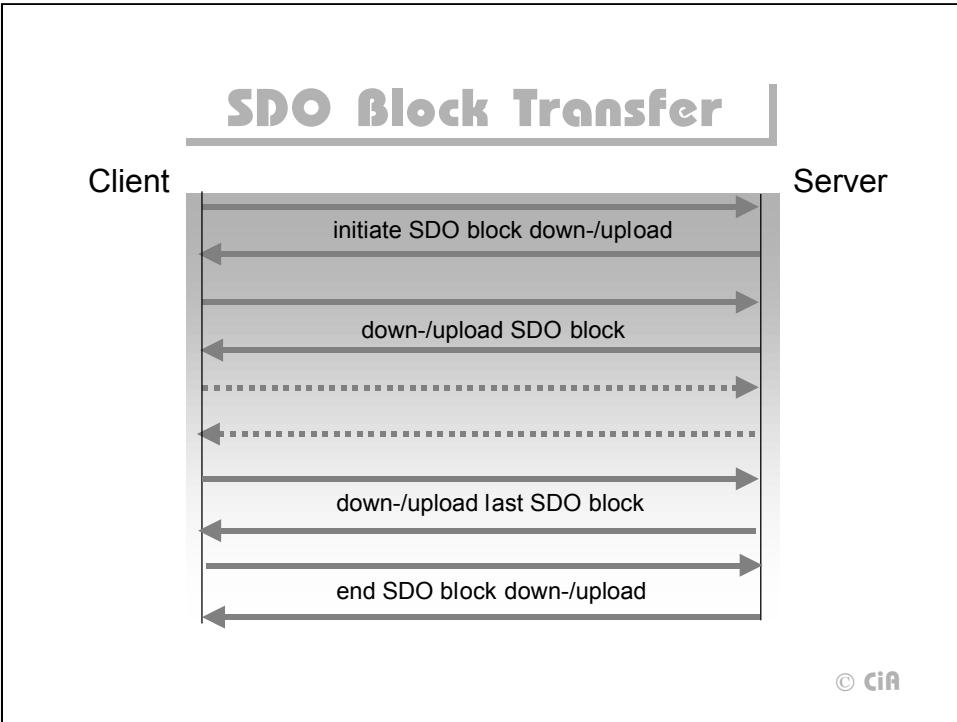 SDO Block Transfer
Client
Server
initiate SDO block down-/upload
down-/upload SDO block
down-/upload last SDO block
end SDO block down-/upload
© CiA